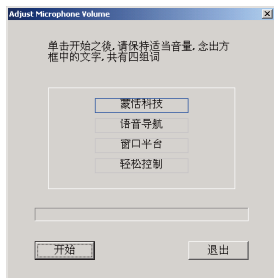 Adjust Microphone Volume
单击开始之後,请保持适当音量,念出方
框中的文字,共有四组词
蒙恬科技
语音导航
窗口平台
轻松控制
开始
退出